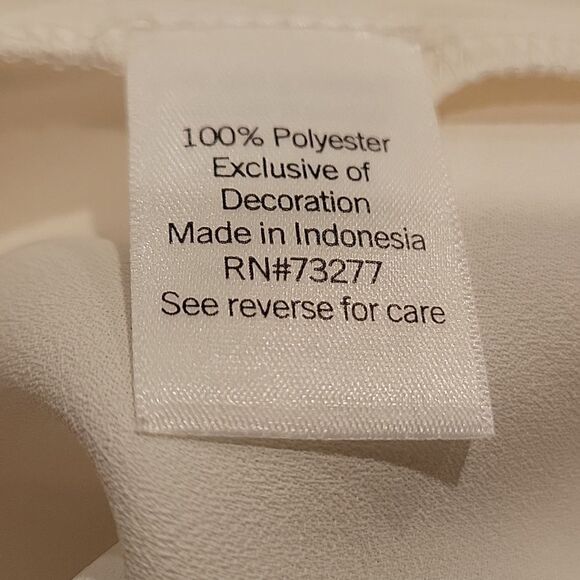 100% Polyester
Exclusive of
Decoration
Made in Indonesia
RN#73277
See reverse for care